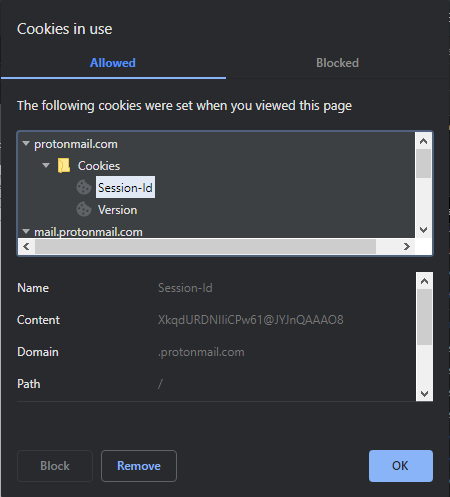 Cookies in use
Allowed
Blocked
The following cookies were set when you viewed this page
protonmail.com
Cookies
Session-Id
Version
mail.protonmail.com
Name Session-Id
Content XkqdURDNIIiCPw61@JYJnQAAAO8
Domain .protonmail.com
Path /
Block
Remove
OK